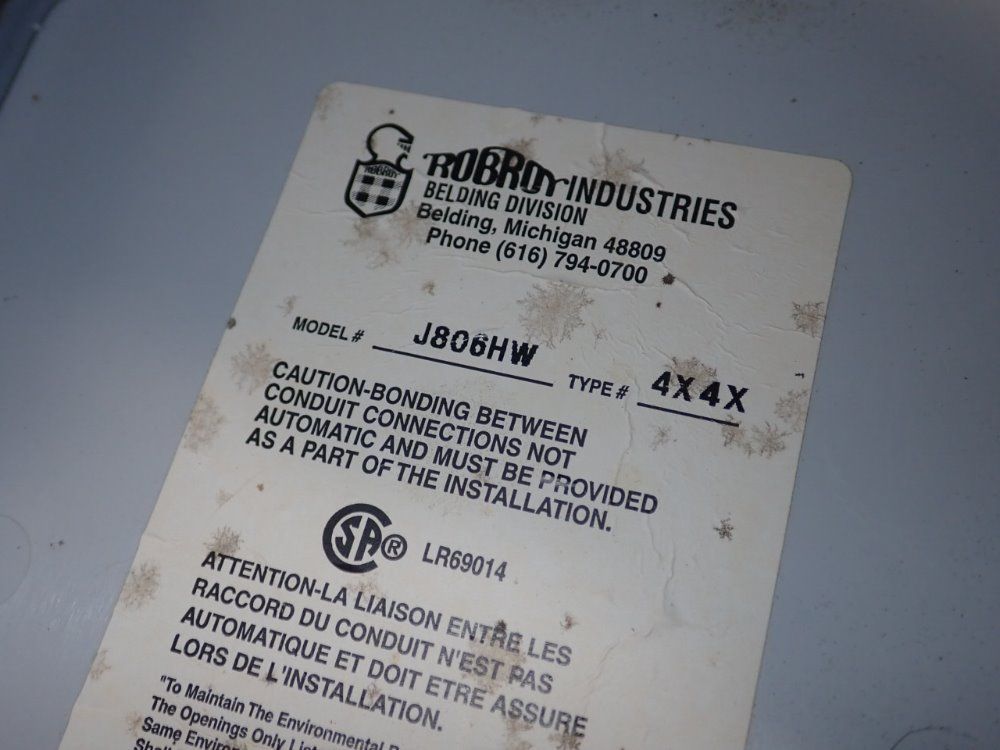 ROBROY
ROBROY INDUSTRIES
BELDING DIVISION
Belding, Michigan 48809
Phone (616) 794-0700
MODEL # J806HW TYPE # 4X4X
CAUTION-BONDING BETWEEN
CONDUIT CONNECTIONS NOT
AUTOMATIC AND MUST BE PROVIDED
AS A PART OF THE INSTALLATION.
SA ® LR69014
ATTENTION-LA LIAISON ENTRE LES
RACCORD DU CONDUIT N'EST PAS
AUTOMATIQUE ET DOIT ETRE ASSURE
LORS DE L'INSTALLATION.
"To Maintain The Environmental
The Openings Only
Same